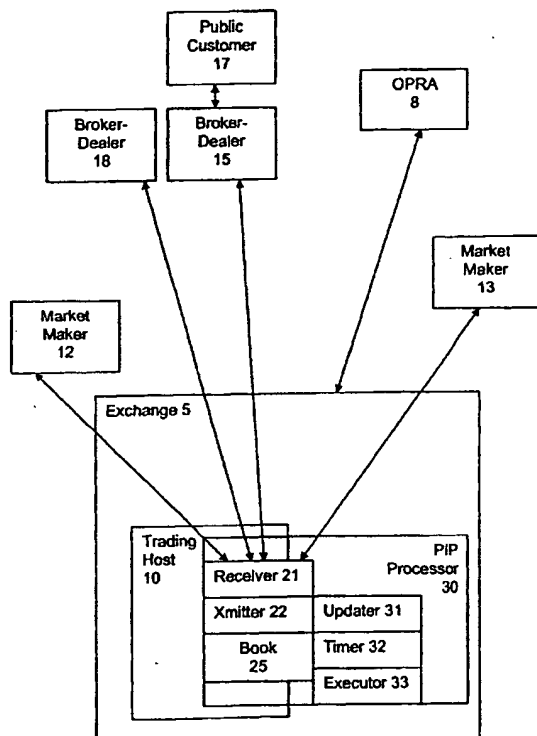 Public
Customer
17
OPRA
8
Broker-
Dealer
18
Broker-
Dealer
15
Market
Maker
13
Market
Maker
12
Exchange 5
Trading
Host
10
PIP
Processor
30
Receiver 21
Xmitter 22
Updater 31
Book
25
Timer 32
Executor 33